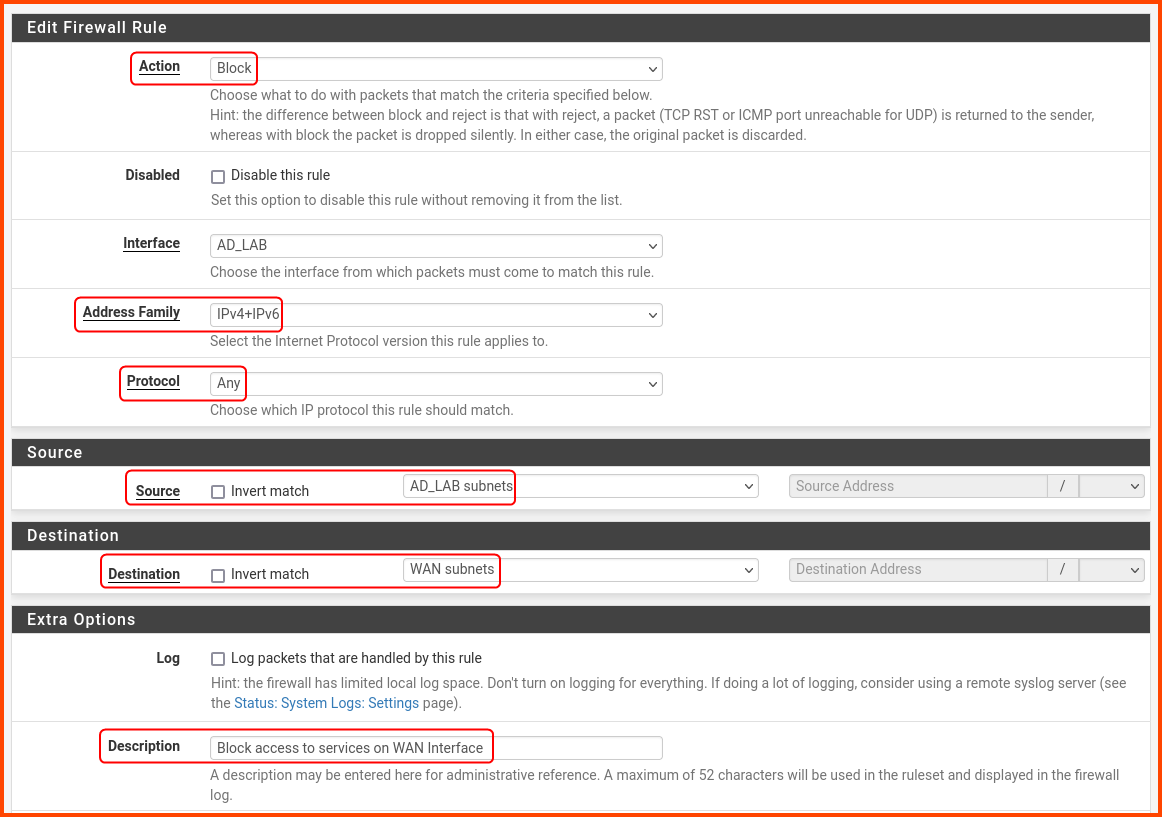 Edit Firewall Rule
Action
Block
Choose what to do with packets that match the criteria specified below.
Hint: the difference between block and reject is that with reject, a packet (TCP RST or ICMP port unreachable for UDP) is returned to the sender,
whereas with block the packet is dropped silently. In either case, the original packet is discarded.
Disabled
Disable this rule
Set this option to disable this rule without removing it from the list.
Interface
AD_LAB
Choose the interface from which packets must come to match this rule.
Address Family
IPv4+IPv6
Select the Internet Protocol version this rule applies to.
Protocol
Any
Choose which IP protocol this rule should match.
Source
Source
Invert match
AD_LAB subnets
Source Address
/
Destination
Destination
Invert match
WAN subnets
Destination Address
/
Extra Options
Log
Log packets that are handled by this rule
Hint: the firewall has limited local log space. Don't turn on logging for everything. If doing a lot of logging, consider using a remote syslog server (see
the Status: System Logs: Settings page).
Description
Block access to services on WAN Interface
A description may be entered here for administrative reference. A maximum of 52 characters will be used in the ruleset and displayed in the firewall
log.